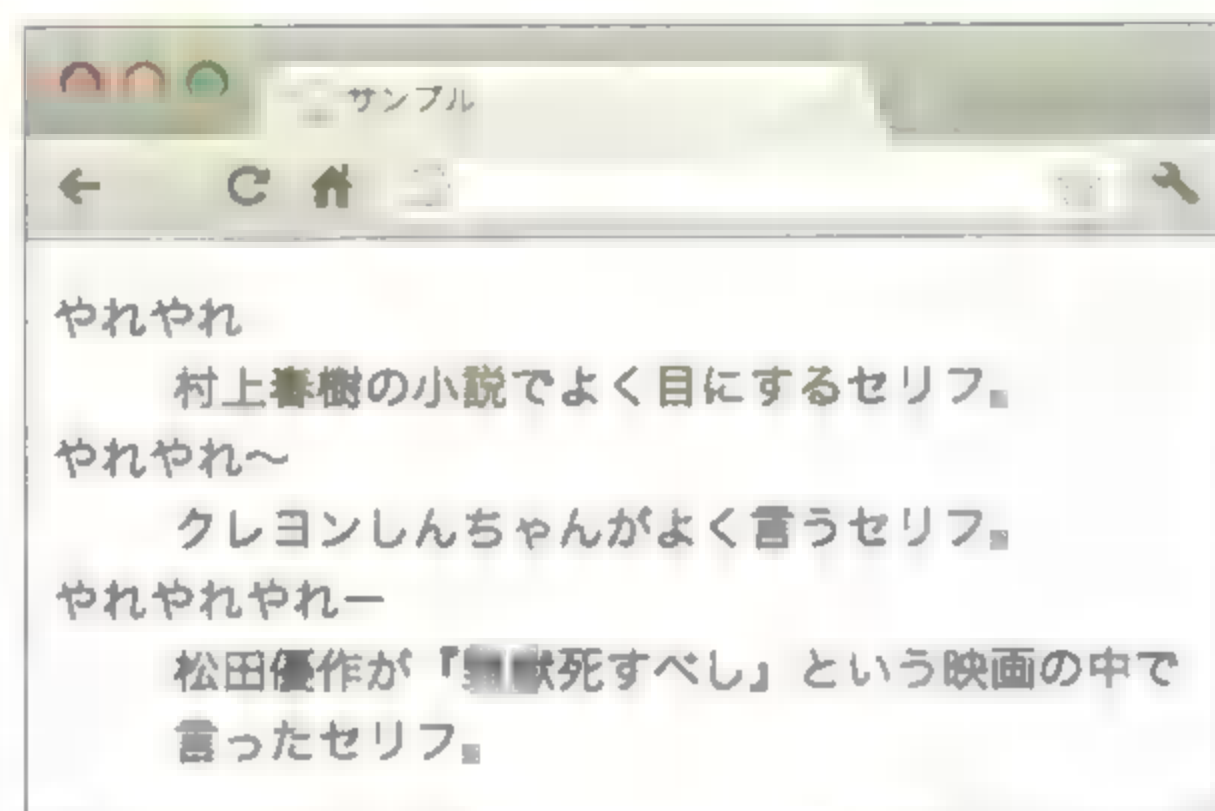 サンプル
やれやれ
村上春樹の小説でよく目にするセリフ。
やれやれ〜
クレヨンしんちゃんがよく言うセリフ。
やれやれやれー
松田優作が『獣死すべし』という映画の中で
言ったセリフ。